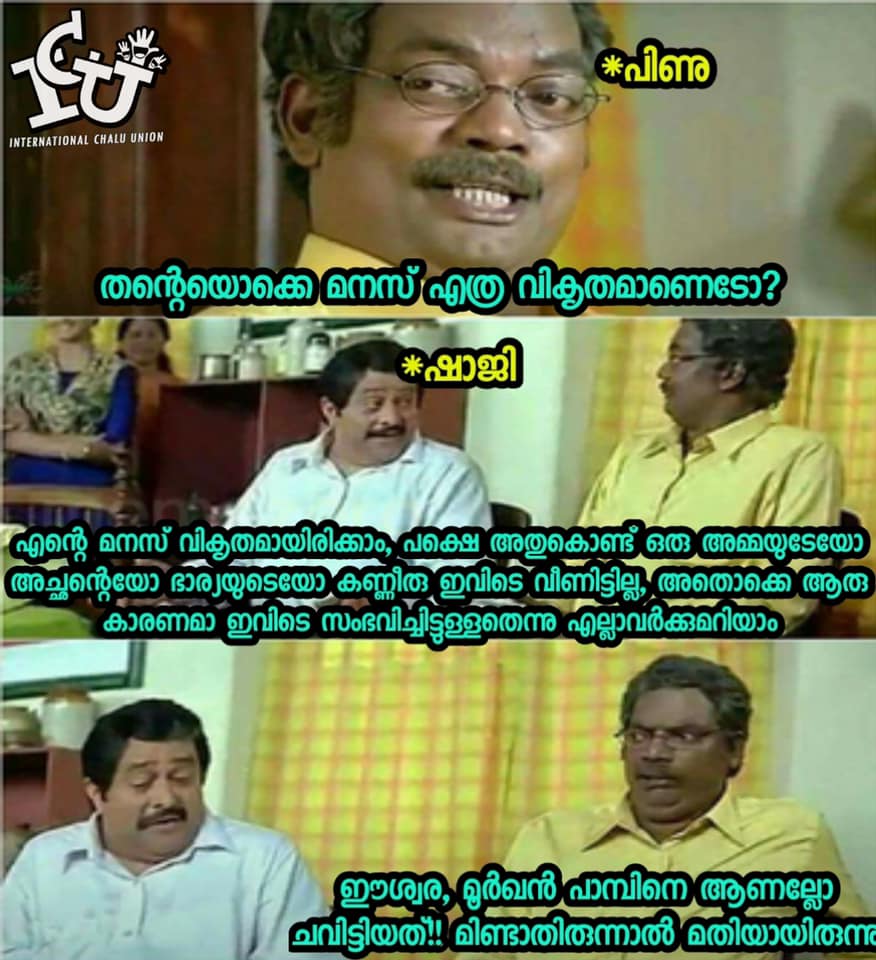 ICU
INTERNATIONAL CHALU UNION
*പിണു
തന്റെയൊക്കെ മനസ് എത്ര വികൃതമാണെടോ?
*ഷാജി
എന്റെ മനസ് വികൃതമായിരിക്കാം, പക്ഷെ അതുകൊണ്ട് ഒരു അമ്മയുടേയോ
അച്ഛന്റെയോ ഭാര്യയുടെയോ കണ്ണീരു ഇവിടെ വീണിട്ടില്ല, അതൊക്കെ ആരു
കാരണമാ ഇവിടെ സംഭവിച്ചിട്ടുള്ളതെന്നു എല്ലാവർക്കുമറിയാം
ഈശ്വര, മൂർഖൻ പാമ്പിനെ ആണല്ലോ
ചവിട്ടിയത്!! മിണ്ടാതിരുന്നാൽ മതിയായിരുന്നു